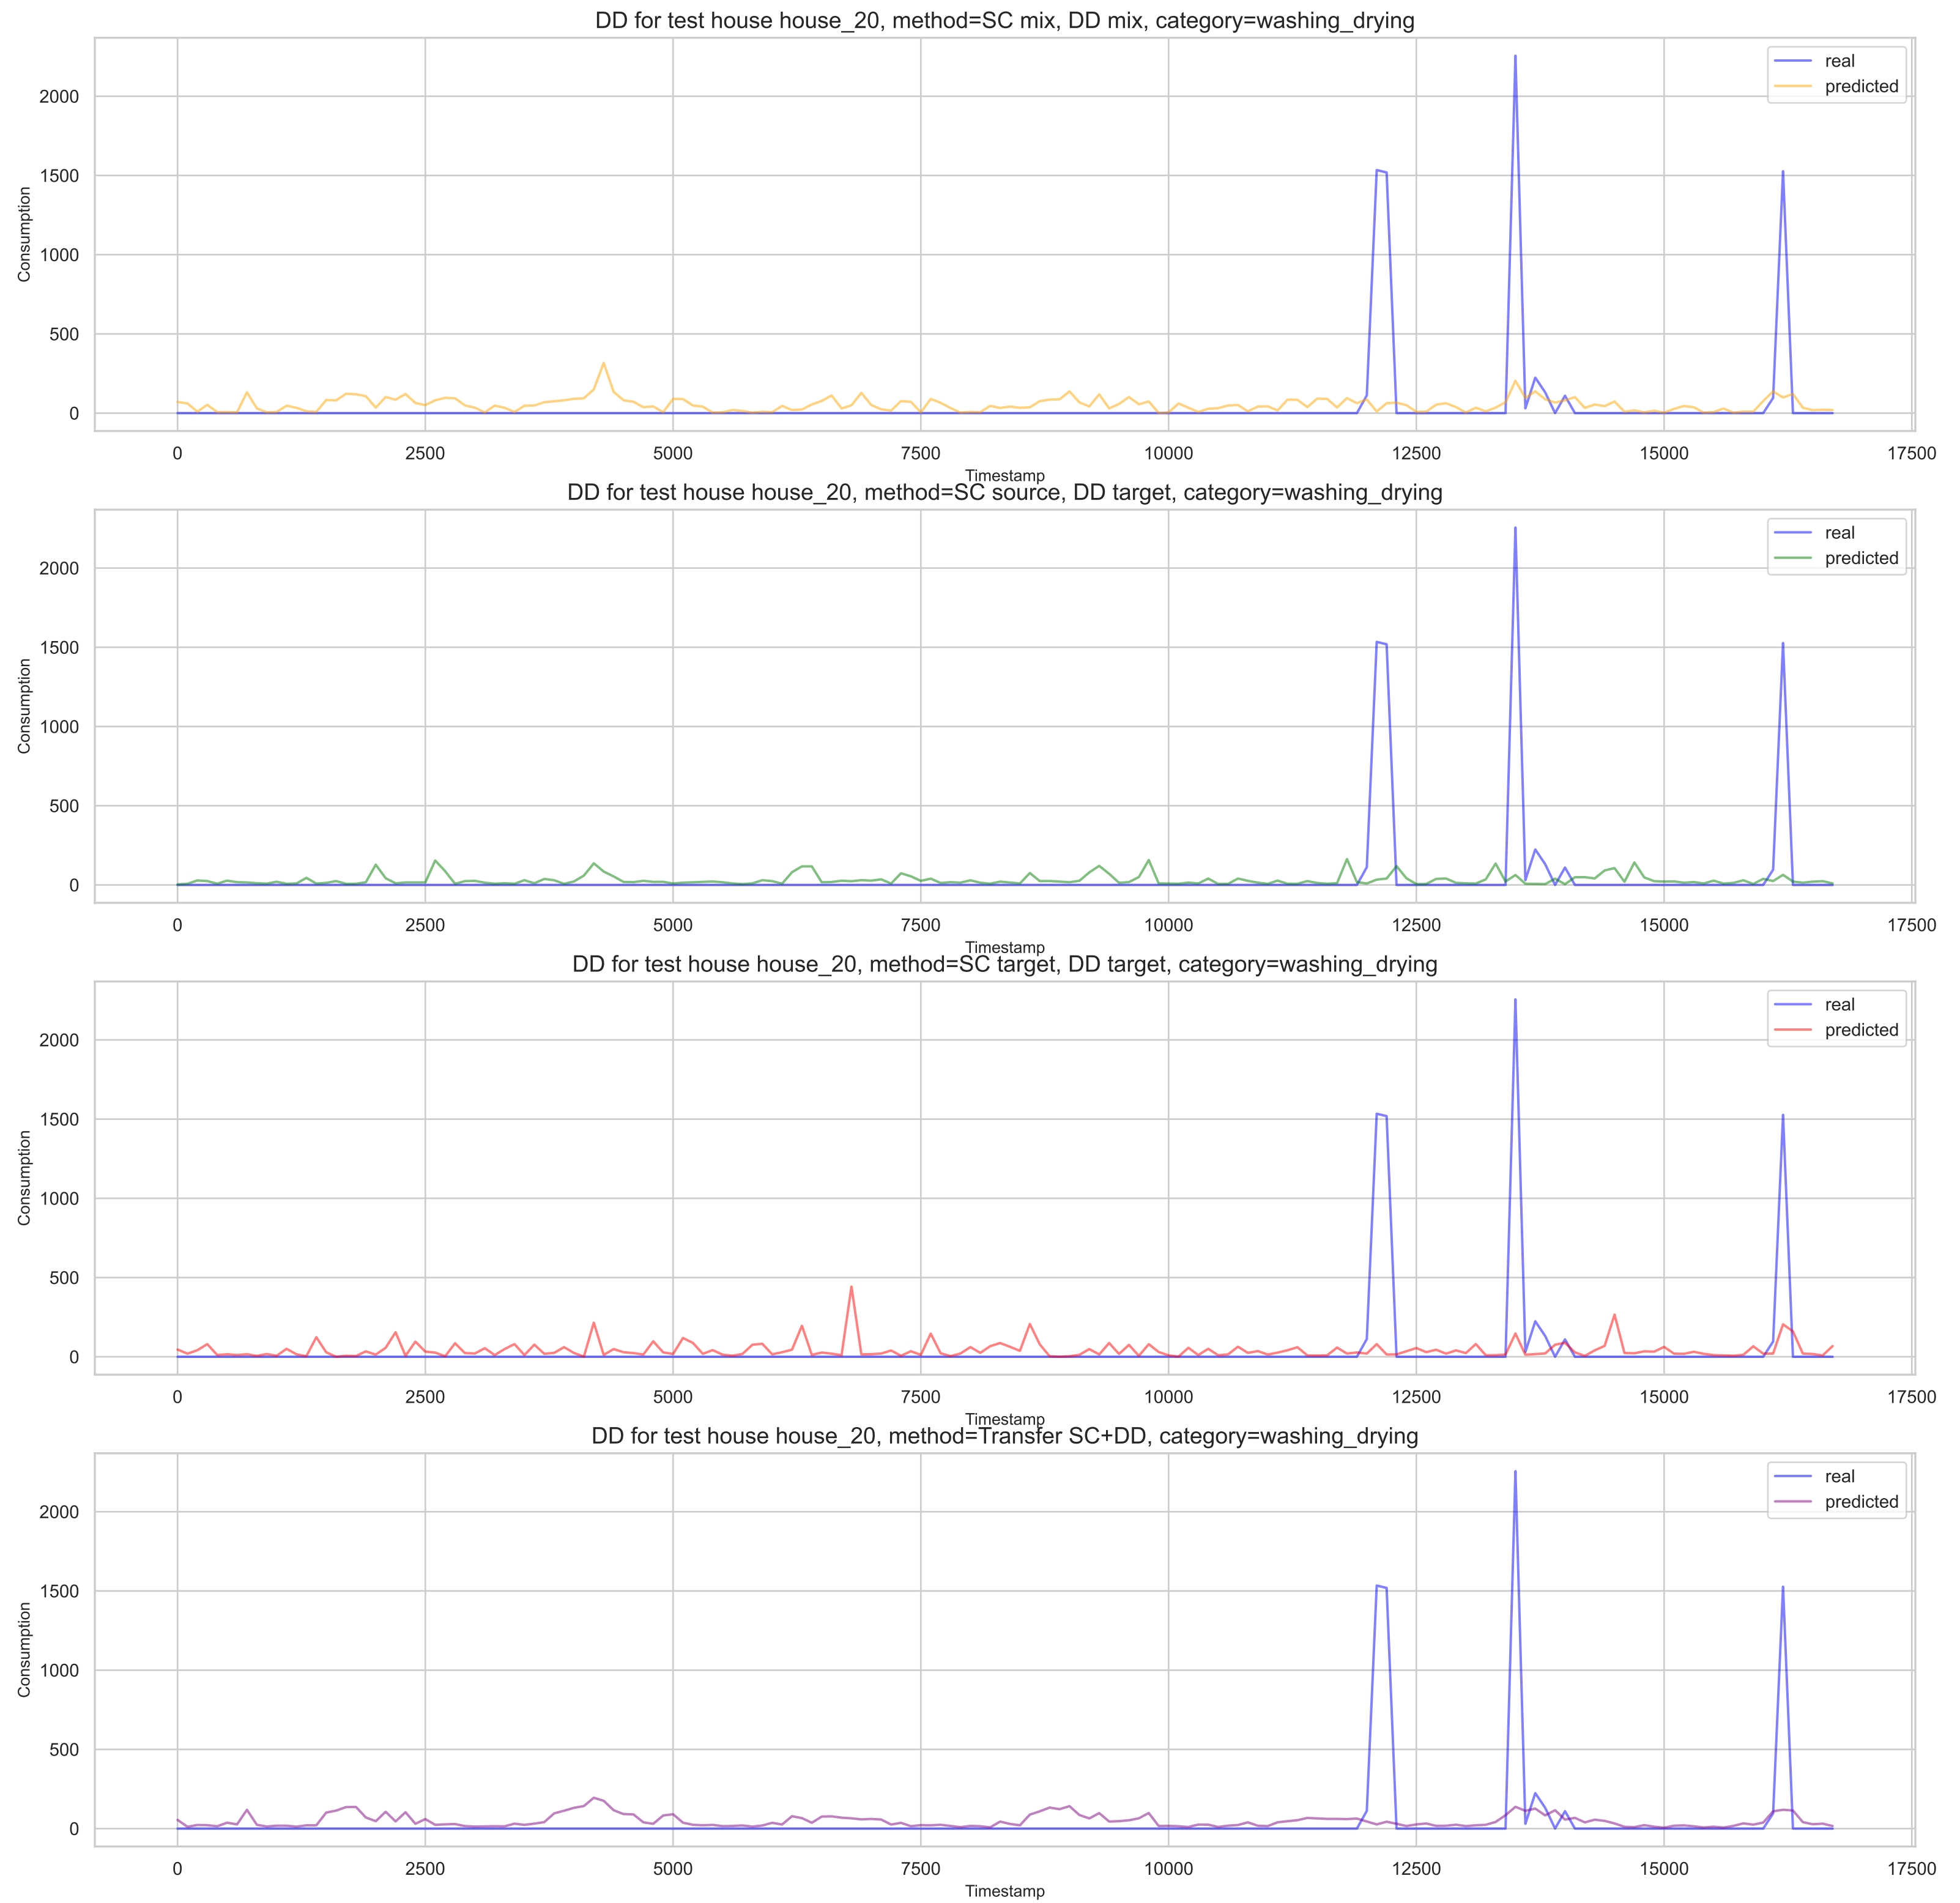 DD for test house house_20, method=SC mix, DD mix, category=washing_drying
real
predicted
2000
1500
1000
500
0
Consumption
0 2500 5000 7500 10000 12500 15000 17500
Timestamp
DD for test house house_20, method=SC source, DD target, category=washing_drying
real
predicted
2000
1500
1000
500
0
Consumption
0 2500 5000 7500 10000 12500 15000 17500
Timestamp
DD for test house house_20, method=SC target, DD target, category=washing_drying
real
predicted
2000
1500
1000
500
0
Consumption
0 2500 5000 7500 10000 12500 15000 17500
Timestamp
DD for test house house_20, method=Transfer SC+DD, category=washing_drying
real
predicted
2000
1500
1000
500
0
Consumption
0 2500 5000 7500 10000 12500 15000 17500
Timestamp